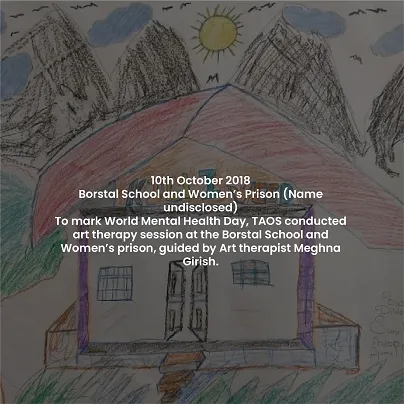 10th October 2018
Borstal School and Women's Prison (Name
undisclosed)
To mark World Mental Health Day, TAOS conducted
art therapy session at the Borstal School and
Women's prison, guided by Art therapist Meghna
Girish.